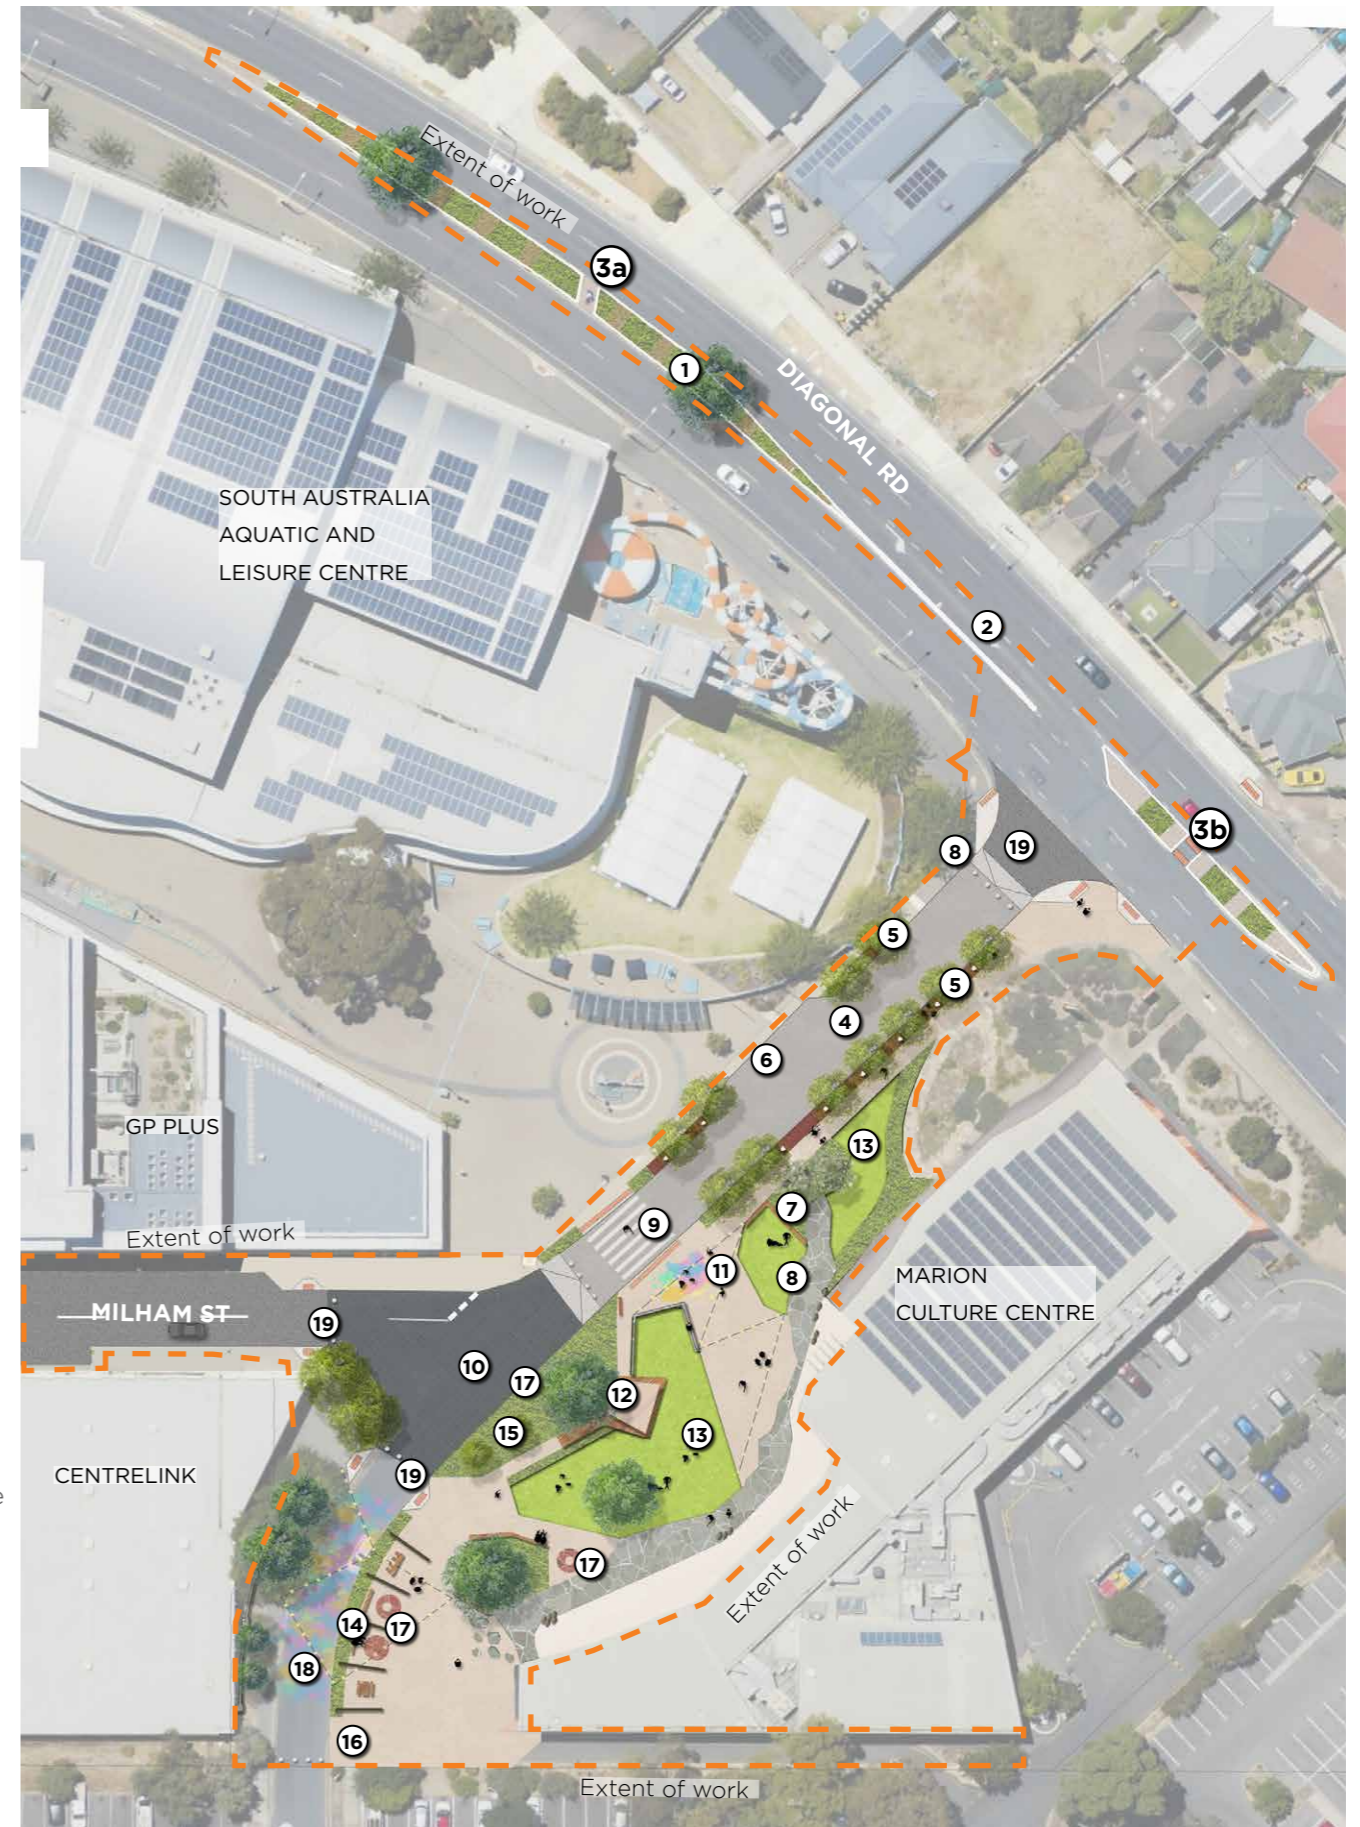 Extent of work
3a
1
DIAGONAL RD
SOUTH AUSTRALIA
AQUATIC AND
LEISURE CENTRE
2
3b
8
19
5
5
4
6
GP PLUS
13
7
9
Extent of work
11
8
MARION
CULTURE CENTRE
MILHAM ST
19
10
17
12
15
13
CENTRELINK
19
e
Extent of work
17
14
17
18
16
Extent of work